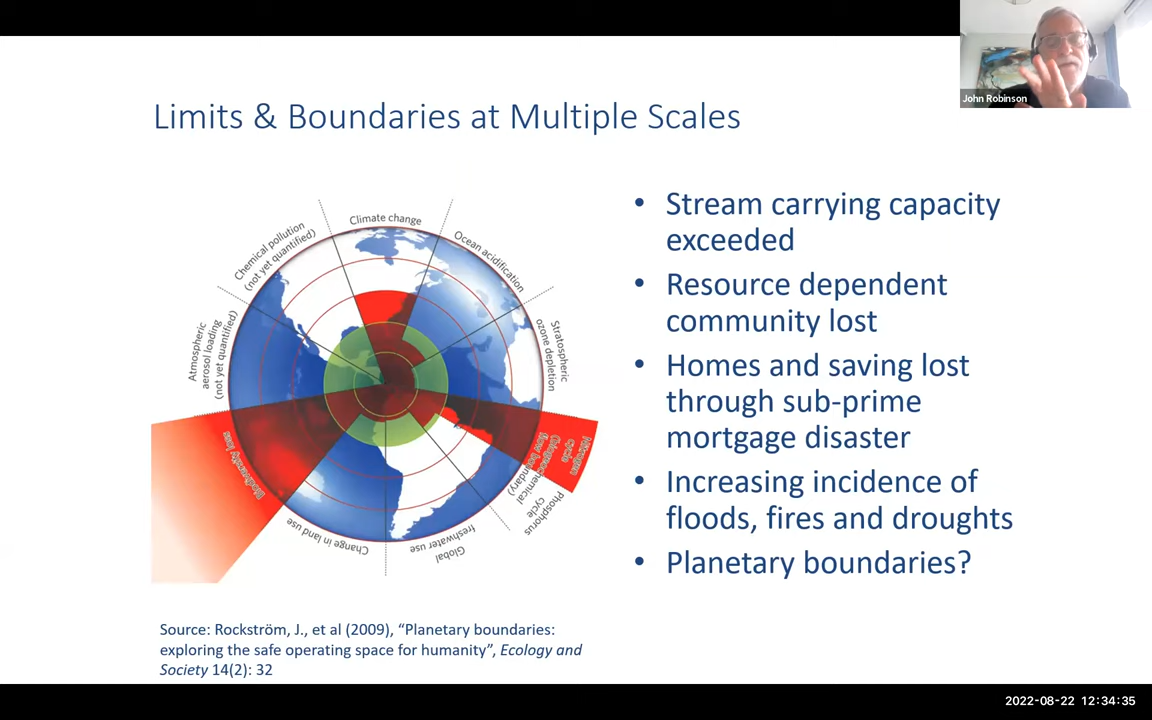 John Robinson
Limits & Boundaries at Multiple Scales
Climate change
Ocean acidification
Stratospheric
ozone depletion
Nitrogen
cycle
(biogeochemical
flow boundary)
Phosphorus
cycle
Global
freshwater use
Change in land use
Biodiversity loss
Atmospheric
aerosol loading
(not yet quantified)
Chemical pollution
(not yet quantified)
• Stream carrying capacity
exceeded
• Resource dependent
community lost
• Homes and saving lost
through sub-prime
mortgage disaster
• Increasing incidence of
floods, fires and droughts
• Planetary boundaries?
Source: Rockström, J., et al (2009), “Planetary boundaries:
exploring the safe operating space for humanity”, Ecology and
Society 14(2): 32
2022-08-22 12:34:35